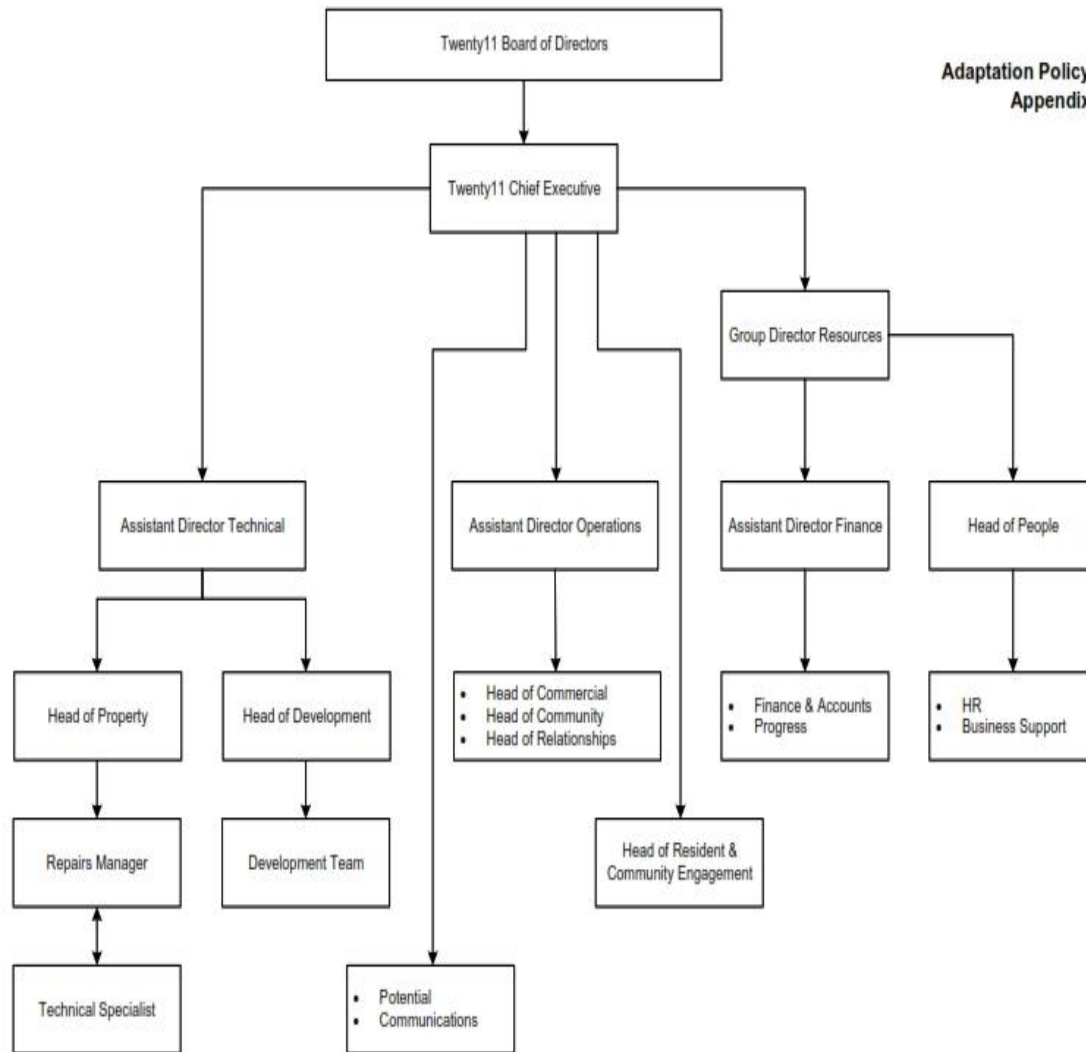 Twenty11 Board of Directors
Adaptation Policy
Appendix
Twenty11 Chief Executive
Group Director Resources
Assistant Director Technical
Assistant Director Operations
Assistant Director Finance
Head of People
Head of Property
Head of Development
• Head of Commercial
• Head of Community
• Head of Relationships
• Finance & Accounts
• Progress
• HR
• Business Support
Repairs Manager
Development Team
Head of Resident &
Community Engagement
Technical Specialist
• Potential
• Communications